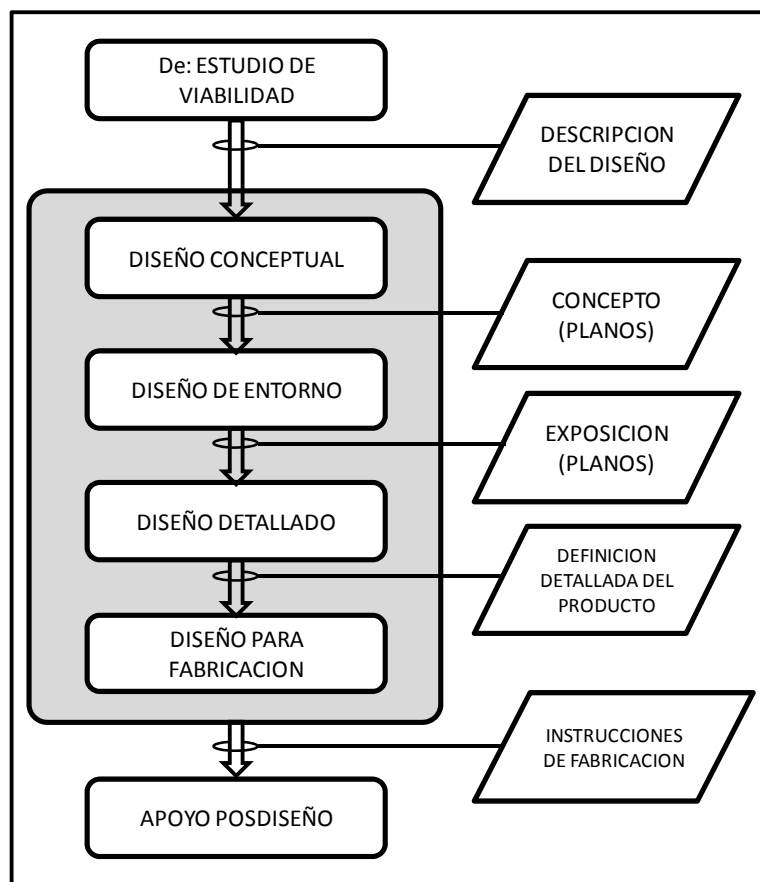 De: ESTUDIO DE
VIABILIDAD
DESCRIPCION
DEL DISEÑO
DISEÑO CONCEPTUAL
CONCEPTO
(PLANOS)
DISEÑO DE ENTORNO
EXPOSICION
(PLANOS)
DISEÑO DETALLADO
DEFINICION
DETALLADA DEL
PRODUCTO
DISEÑO PARA
FABRICACION
INSTRUCCIONES
DE FABRICACION
APOYO POSDISEÑO